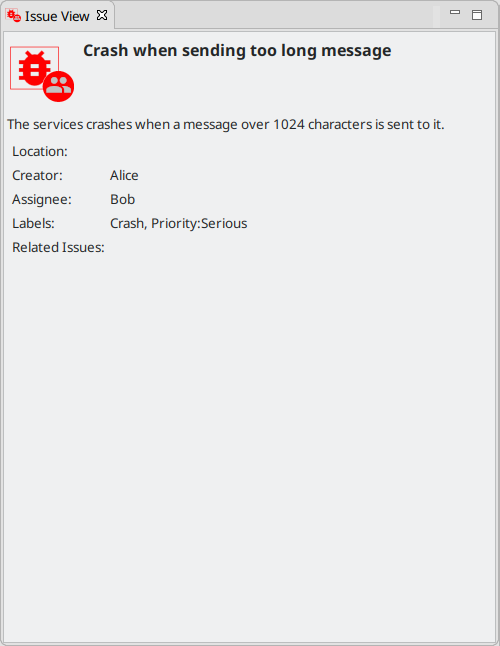 Issue View
Crash when sending too long message
The services crashes when a message over 1024 characters is sent to it.
Location:
Creator: Alice
Assignee: Bob
Labels: Crash, Priority:Serious
Related Issues: